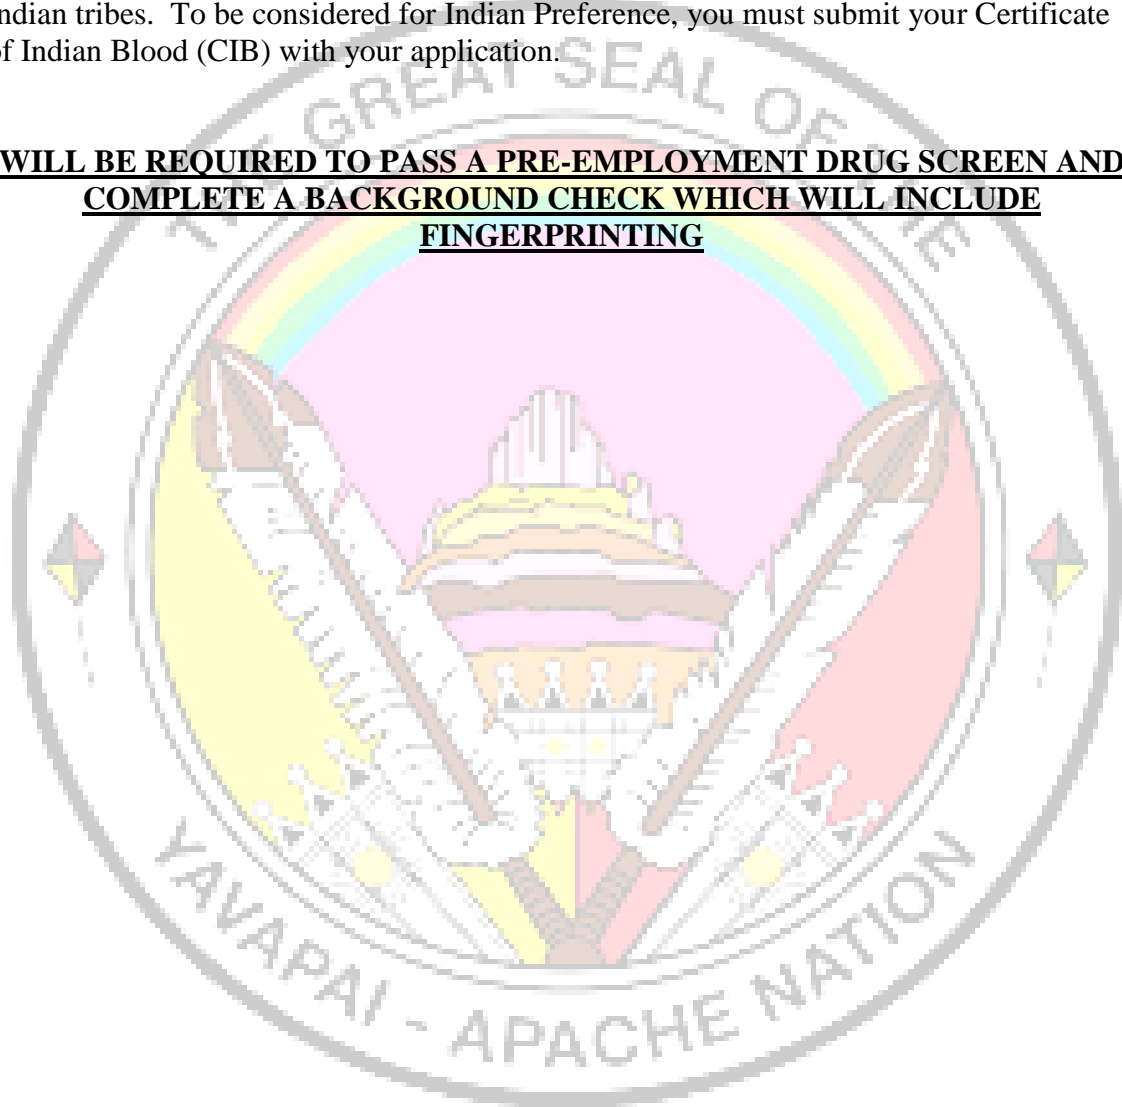 ndian tribes. To be considered for Indian Preference, you must submit your Certificate
of Indian Blood (CIB) with your application.
WILL BE REQUIRED TO PASS A PRE-EMPLOYMENT DRUG SCREEN AND
COMPLETE A BACKGROUND CHECK WHICH WILL INCLUDE
FINGERPRINTING
THE GREAT SEAL OF THE
YAVAPAI - APACHE NATION